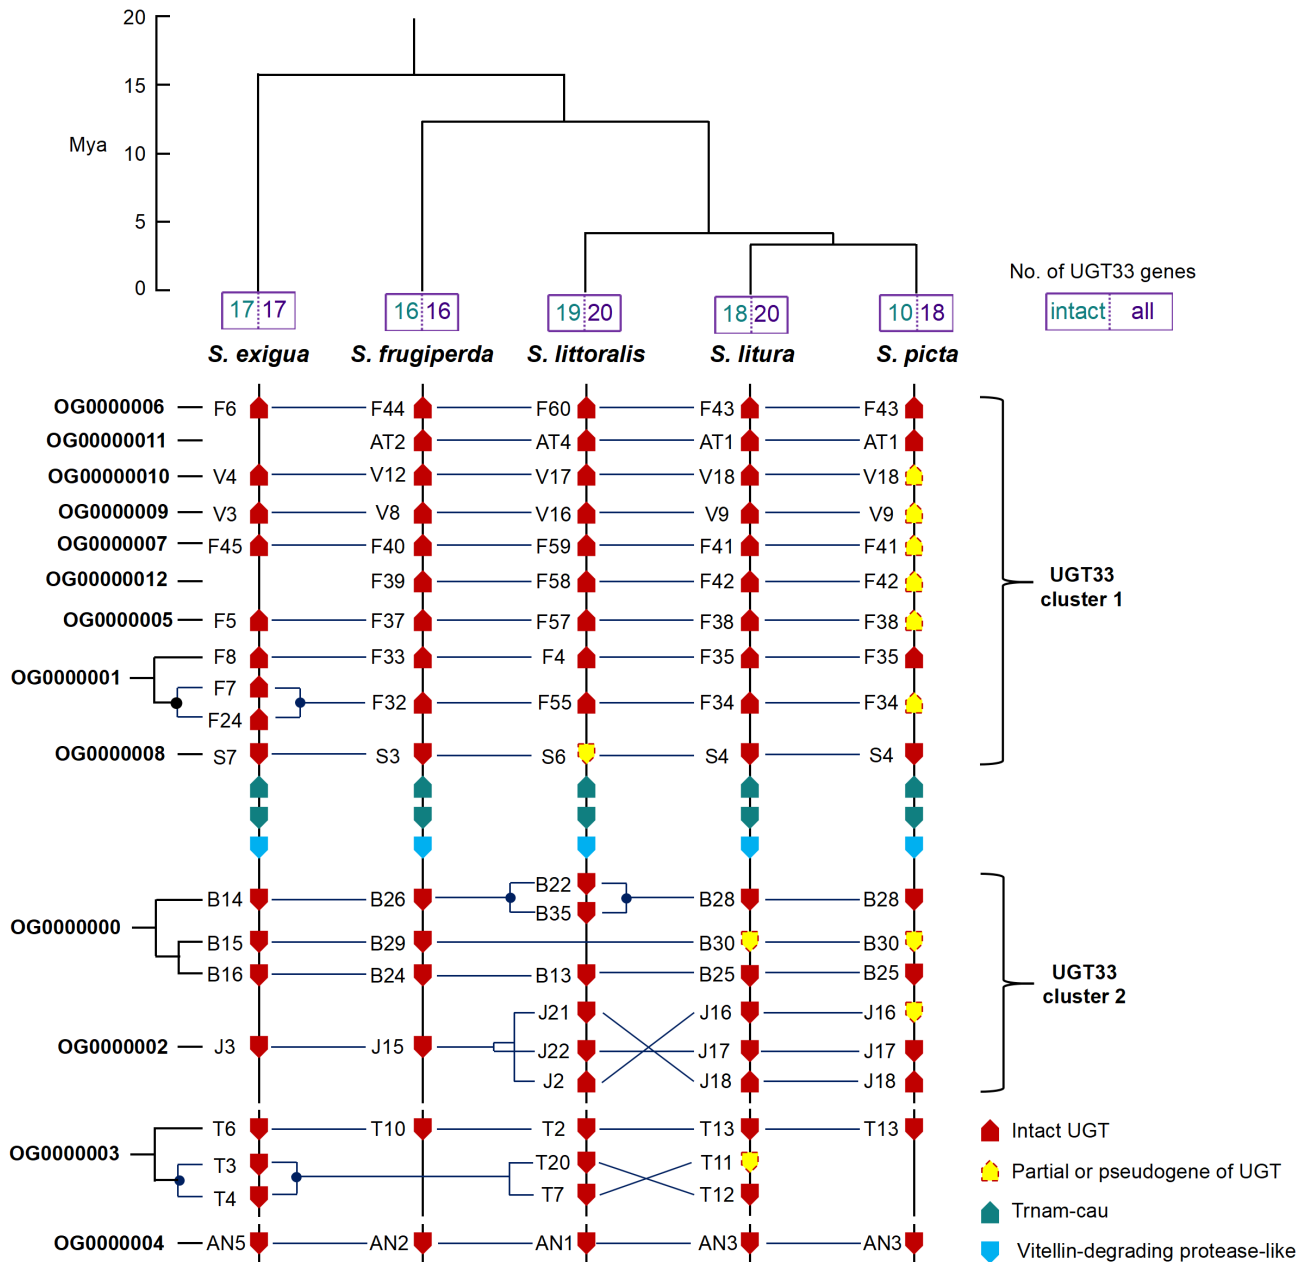 20
15
Mya
10
5
0
No. of UGT33 genes
17 17
16 16
19 20
18 20
10 18
intact all
S. exigua S. frugiperda S. littoralis S. litura S. picta
OG0000006 F6 F44 F60 F43 F43
OG00000011 AT2 AT4 AT1 AT1
OG00000010 V4 V12 V17 V18 V18
OG0000009 V3 V8 V16 V9 V9
OG0000007 F45 F40 F59 F41 F41
OG00000012 F39 F58 F42 F42
UGT33
cluster 1
OG0000005 F5 F37 F57 F38 F38
F8 F33 F4 F35 F35
OG0000001
F7
F32 F55 F34 F34
F24
OG0000008 S7 S3 S6 S4 S4
B22
B14 B26 B28 B28
B35
OG0000000
B15 B29 B30 B30
B16 B24 B13 B25 B25
UGT33
cluster 2
J21 J16 J16
OG0000002 J3 J15 J22 J17 J17
J2 J18 J18
T6 T10 T2 T13 T13
OG0000003
T3 T20 T11
T4 T7 T12
OG0000004 AN5 AN2 AN1 AN3 AN3
Intact UGT
Partial or pseudogene of UGT
Trnam-cau
Vitellin-degrading protease-like